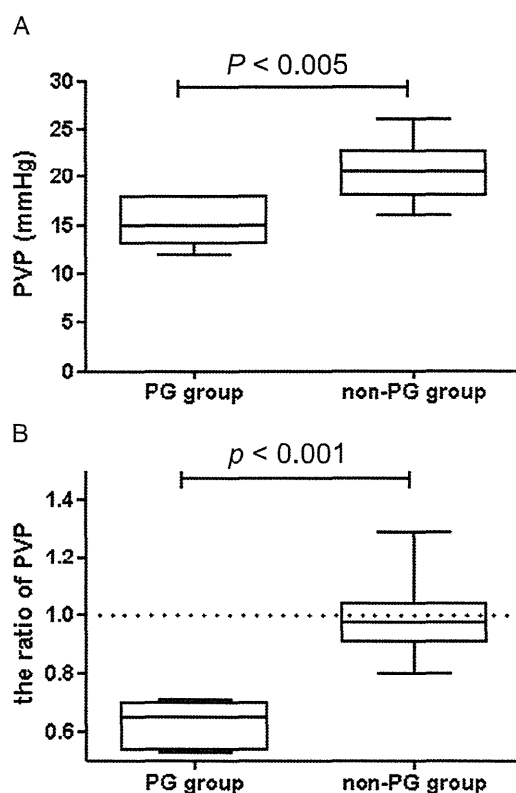 A
P < 0.005
30
25
20
15
10
5
0
PVP (mmHg)
PG group non-PG group
B
p < 0.001
1.4
1.2
1.0
0.8
0.6
the ratio of PVP
PG group non-PG group